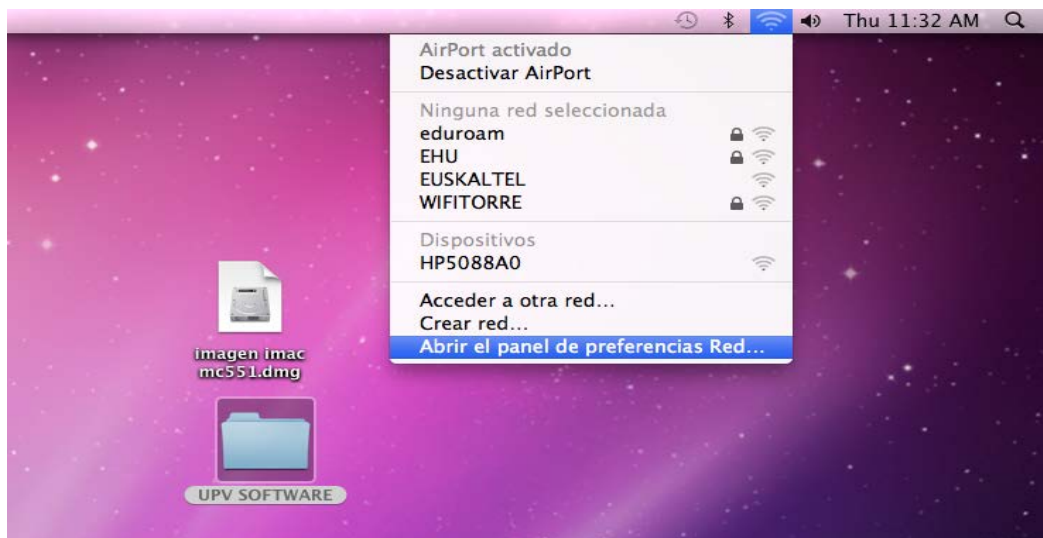 Thu 11:32 AM
AirPort activado
Desactivar AirPort
Ninguna red seleccionada
eduroam
EHU
EUSKALTEL
WIFITORRE
Dispositivos
HP5088A0
Acceder a otra red...
Crear red...
Abrir el panel de preferencias Red...
imagen imac
mc551.dmg
UPV SOFTWARE